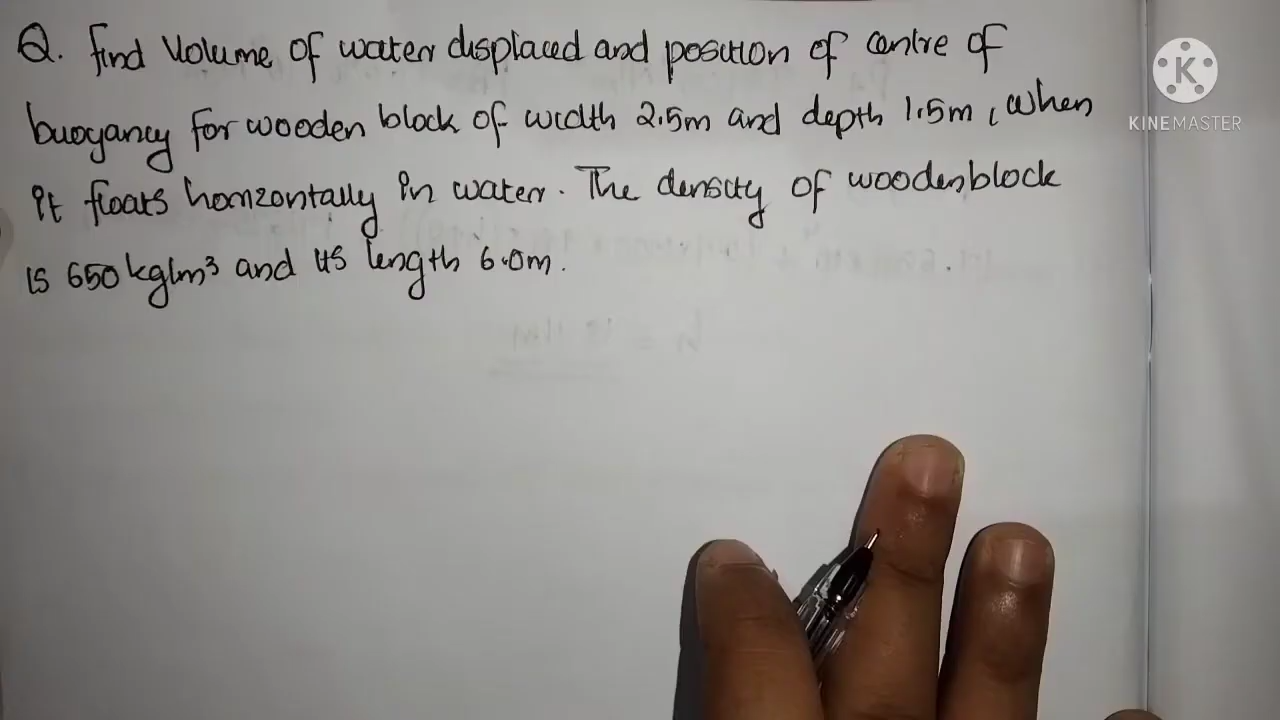 Q. find Volume of water displaced and position of centre of
buoyancy for wooden block of width 2.5m and depth 1.5m, when
it floats horizontally in water. The density of wooden block
is 650 kg/m³ and its length 6.0m.
K
KINEMASTER